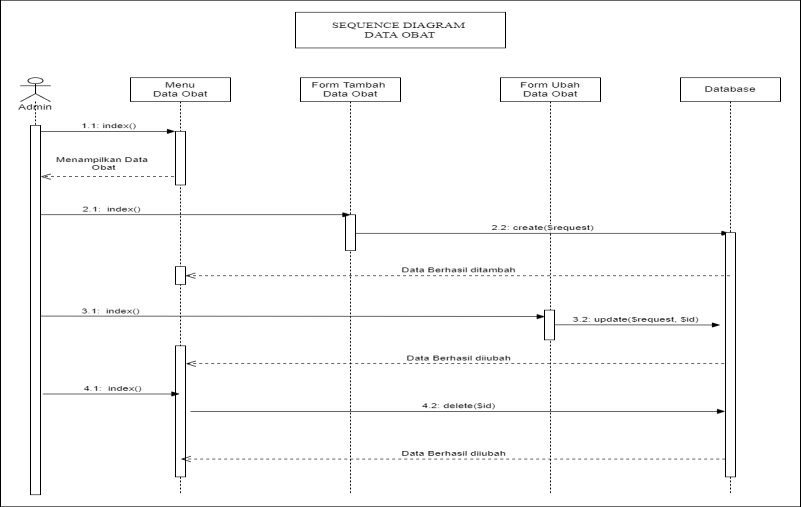 SEQUENCE DIAGRAM
DATA OBAT
Admin
Menu
Data Obat
Form Tambah
Data Obat
Form Ubah
Data Obat
Database
1.1: index()
Menampilkan Data
Obat
2.1: index()
2.2: create($request)
Data Berhasil ditambah
3.1: index()
3.2: update($request, $id)
Data Berhasil diiubah
4.1: index()
4.2: delete($id)
Data Berhasil diiubah